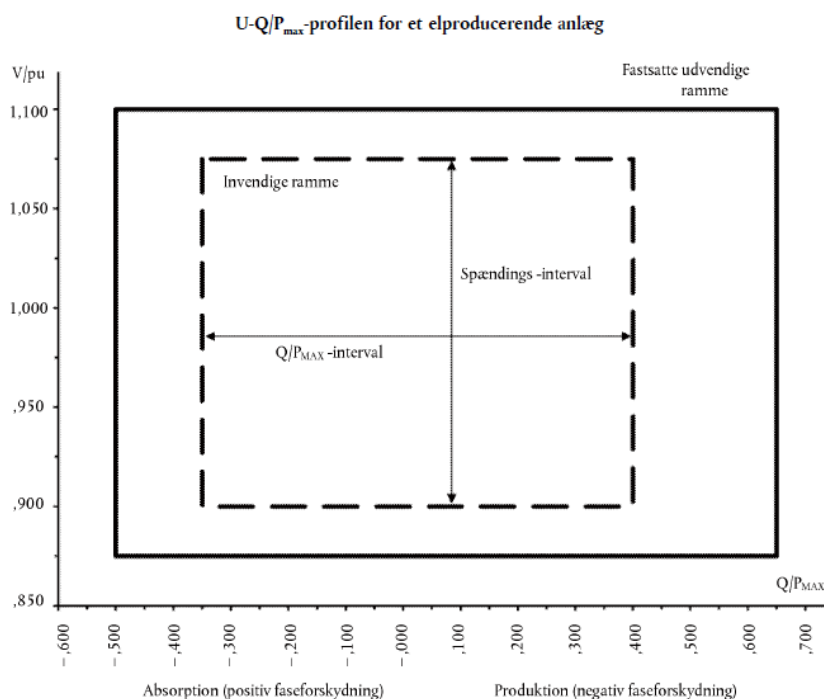 U-Q/Pmax-profilen for et elproducerende anlæg
V/pu
Fastsatte udvendige
ramme
1,100
Invendige ramme
1,050
Spændings -interval
1,000
Q/PMAX -interval
,950
,900
,850
Q/PMAX
-,600
-,500
-,400
-,300
-,200
-,100
-,000
,100
,200
,300
,400
,500
,600
,700
Absorption (positiv faseforskydning)
Produktion (negativ faseforskydning)